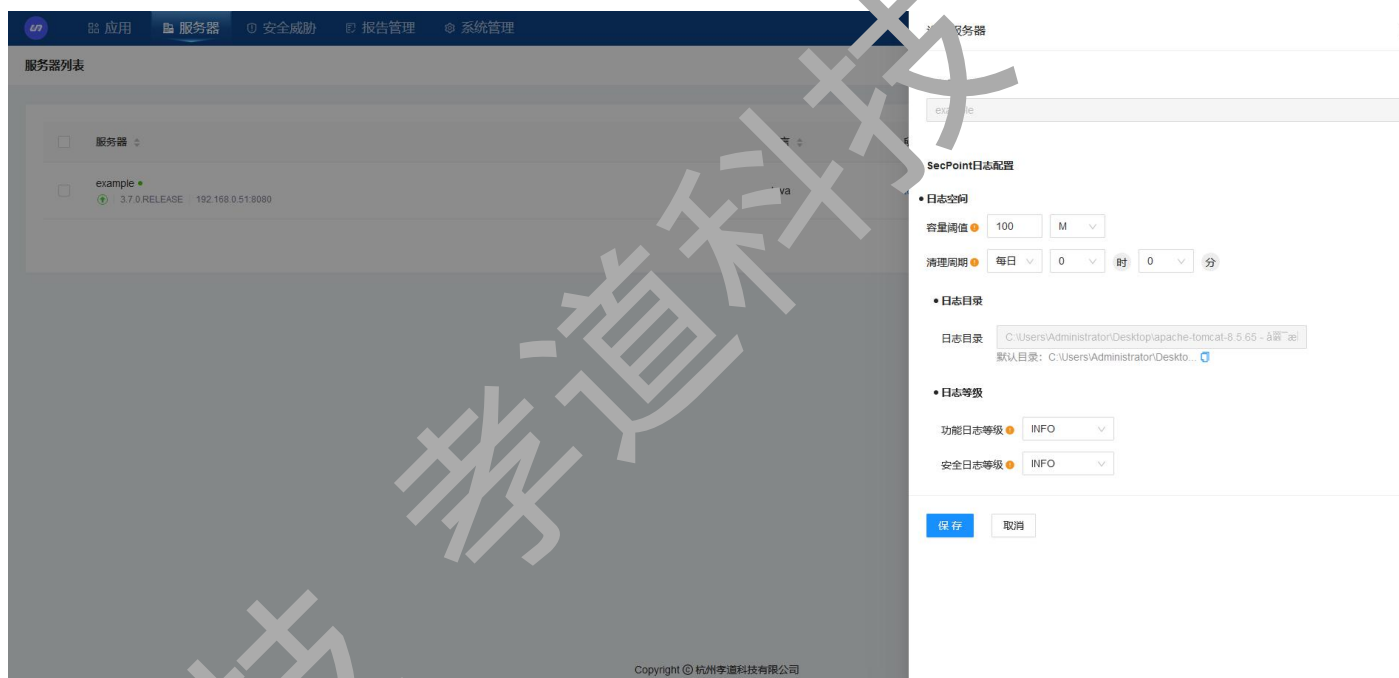 应用 服务器 安全威胁 报告管理 系统管理
服务器
服务器列表
服务器
example
3.7.0.RELEASE 192.168.0.51:8080
SecPoint日志配置
日志空间
容量阈值 100 M
清理周期 每日 0 时 0 分
日志目录
日志目录 C:\Users\Administrator\Desktop\apache-tomcat-8.5.65 -
默认目录：C:\Users\Administrator\Deskto...
日志等级
功能日志等级 INFO
安全日志等级 INFO
保存 取消
Copyright © 杭州孝道科技有限公司
孝道科技
技